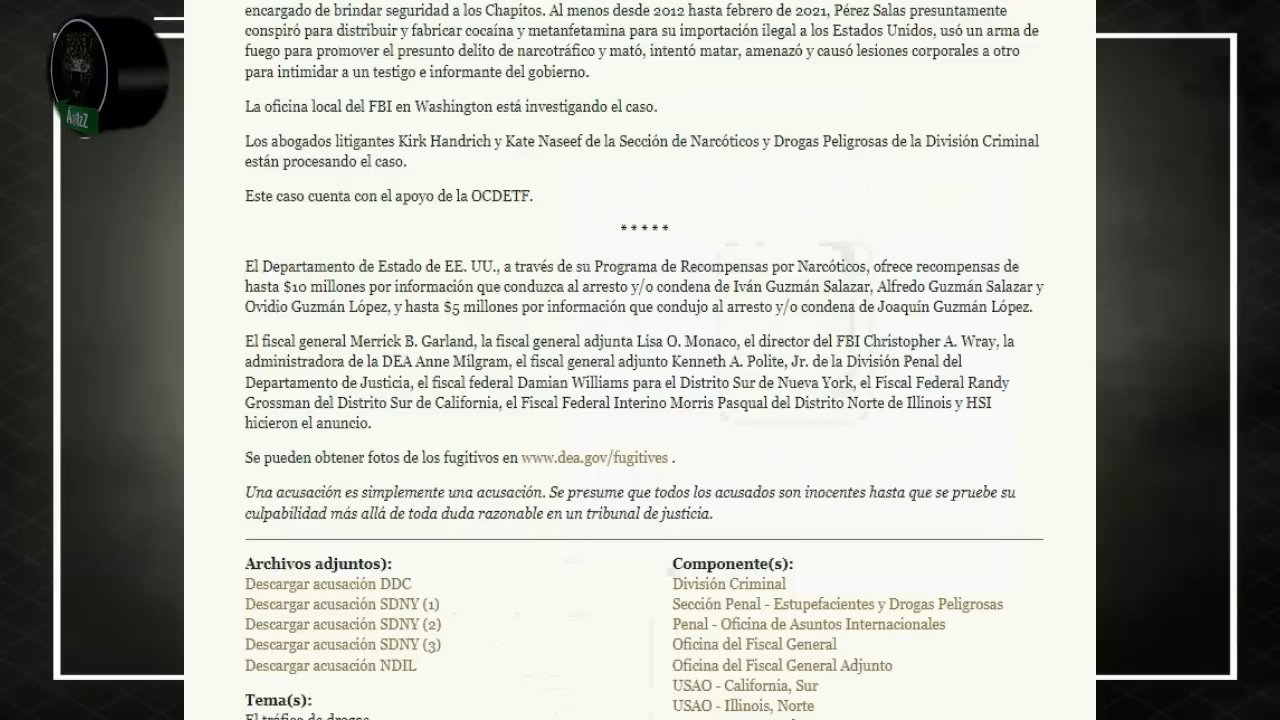 encargado de brindar seguridad a los Chapitos. Al menos desde 2012 hasta febrero de 2021, Pérez Salas presuntamente
conspiró para distribuir y fabricar cocaína y metanfetamina para su importación ilegal a los Estados Unidos, usó un arma de
fuego para promover el presunto delito de narcotráfico y mató, intentó matar, amenazó y causó lesiones corporales a otro
para intimidar a un testigo e informante del gobierno.
La oficina local del FBI en Washington está investigando el caso.
Los abogados litigantes Kirk Handrich y Kate Naseef de la Sección de Narcóticos y Drogas Peligrosas de la División Criminal
están procesando el caso.
Este caso cuenta con el apoyo de la OCDETF.
* * * * *
El Departamento de Estado de EE. UU., a través de su Programa de Recompensas por Narcóticos, ofrece recompensas de
hasta $10 millones por información que conduzca al arresto y/o condena de Iván Guzmán Salazar, Alfredo Guzmán Salazar y
Ovidio Guzmán López, y hasta $5 millones por información que condujo al arresto y/o condena de Joaquín Guzmán López.
El fiscal general Merrick B. Garland, la fiscal general adjunta Lisa O. Monaco, el director del FBI Christopher A. Wray, la
administradora de la DEA Anne Milgram, el fiscal general adjunto Kenneth A. Polite, Jr. de la División Penal del
Departamento de Justicia, el fiscal federal Damian Williams para el Distrito Sur de Nueva York, el Fiscal Federal Randy
Grossman del Distrito Sur de California, el Fiscal Federal Interino Morris Pasqual del Distrito Norte de Illinois y HSI
hicieron el anuncio.
Se pueden obtener fotos de los fugitivos en www.dea.gov/fugitives .
Una acusación es simplemente una acusación. Se presume que todos los acusados son inocentes hasta que se pruebe su
culpabilidad más allá de toda duda razonable en un tribunal de justicia.
Archivos adjuntos):
Descargar acusación DDC
Descargar acusación SDNY (1)
Descargar acusación SDNY (2)
Descargar acusación SDNY (3)
Descargar acusación NDIL
Tema(s):
El tráfico de drogas
Componente(s):
División Criminal
Sección Penal - Estupefacientes y Drogas Peligrosas
Penal - Oficina de Asuntos Internacionales
Oficina del Fiscal General
Oficina del Fiscal General Adjunto
USAO - California, Sur
USAO - Illinois, Norte